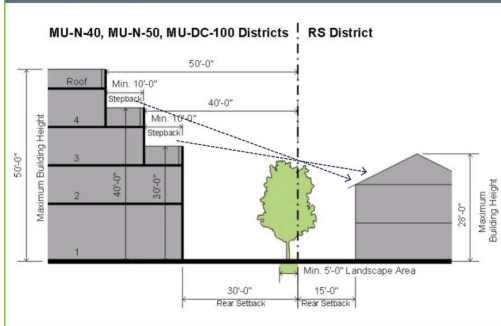 MU-N-40, MU-N-50, MU-DC-100 Districts
RS District
50'-0"
Roof
Min. 10'-0"
Stepback
40'-0"
4
Min. 10'-0"
Stepback
50'-0"
Maximum Building Height
3
40'-0"
30'-0"
2
28'-0"
Maximum
Building Height
1
Min. 5'-0" Landscape Area
30'-0"
Rear Setback
15'-0"
Rear Setback